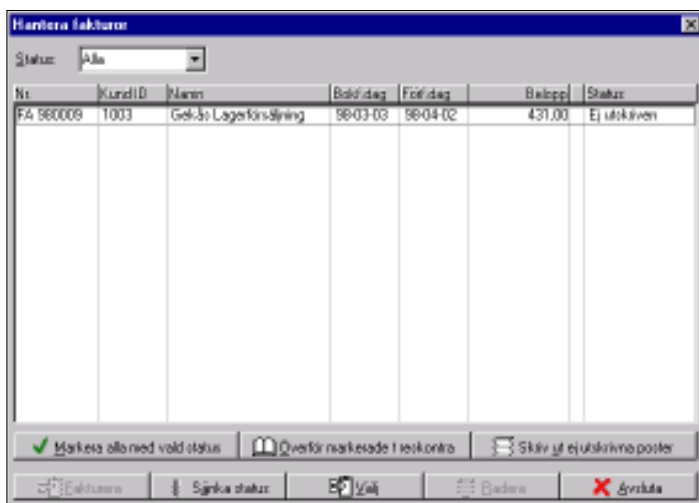 Hantera fakturor
Status: Alla
Nr. KundID Namn Bokf.dag Förf.dag Belopp Status
FA 980009 1003 Gekås Lagerförsäljning 98-03-03 98-04-02 431,00 Ej utskriven
Markera alla med vald status Överför markerade t reskontra Skriv ut ej utskrivna poster
Fakturera Sänka status Välj Radera Avsluta